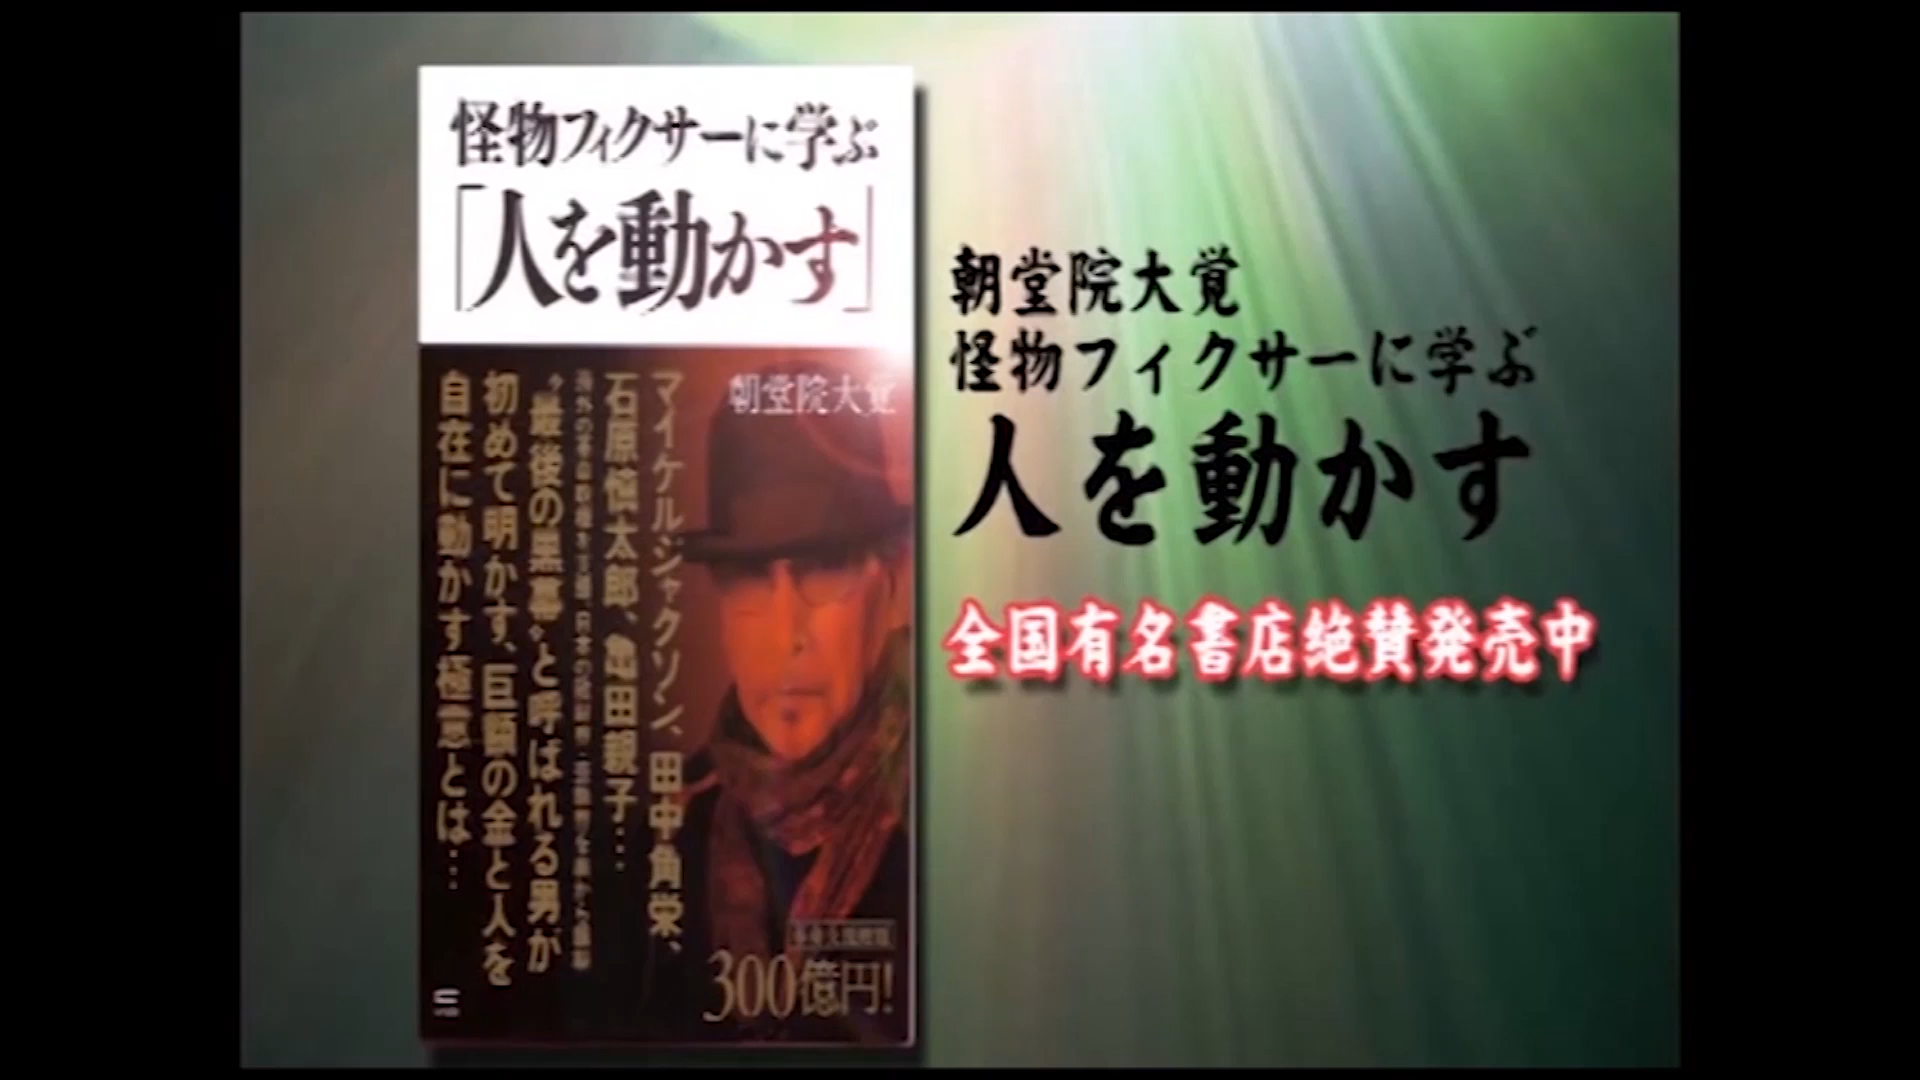 怪物フィクサーに学ぶ
「人を動かす」
朝堂院大覚
マイケルジャクソン、田中角栄、
石原慎太郎、亀田親子…
“最後の黒幕”と呼ばれる男が
初めて明かす、巨額の金と人を
自在に動かす極意とは…
300億円!
朝堂院大覚
怪物フィクサーに学ぶ
人を動かす
全国有名書店絶賛発売中